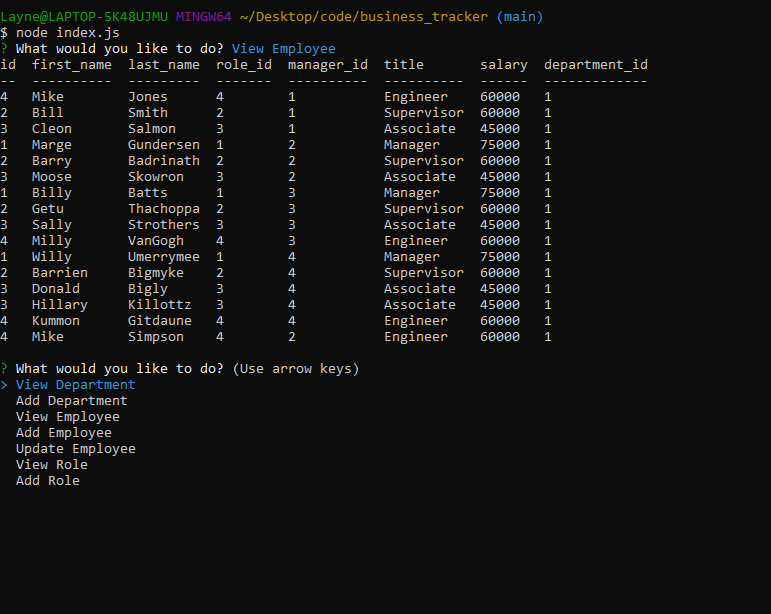 Layne@LAPTOP-5K48UJMU MINGW64 ~/Desktop/code/business_tracker (main)
$ node index.js
? What would you like to do? View Employee
id  first_name  last_name  role_id  manager_id  title       salary  department_id
--  ----------  ---------  -------  ----------  ----------  ------  -------------
4   Mike        Jones      4        1           Engineer    60000   1
2   Bill        Smith      2        1           Supervisor  60000   1
3   Cleon       Salmon     3        1           Associate   45000   1
1   Marge       Gundersen  1        2           Manager     75000   1
2   Barry       Badrinath  2        2           Supervisor  60000   1
3   Moose       Skowron    3        2           Associate   45000   1
1   Billy       Batts      1        3           Manager     75000   1
2   Getu        Thachoppa  2        3           Supervisor  60000   1
3   Sally       Strothers  3        3           Associate   45000   1
4   Milly       VanGogh    4        3           Engineer    60000   1
1   Willy       Umerrymee  1        4           Manager     75000   1
2   Barrien     Bigmyke    2        4           Supervisor  60000   1
3   Donald      Bigly      3        4           Associate   45000   1
3   Hillary     Killottz   3        4           Associate   45000   1
4   Kummon      Gitdaune   4        4           Engineer    60000   1
4   Mike        Simpson    4        2           Engineer    60000   1
? What would you like to do? (Use arrow keys)
> View Department
  Add Department
  View Employee
  Add Employee
  Update Employee
  View Role
  Add Role